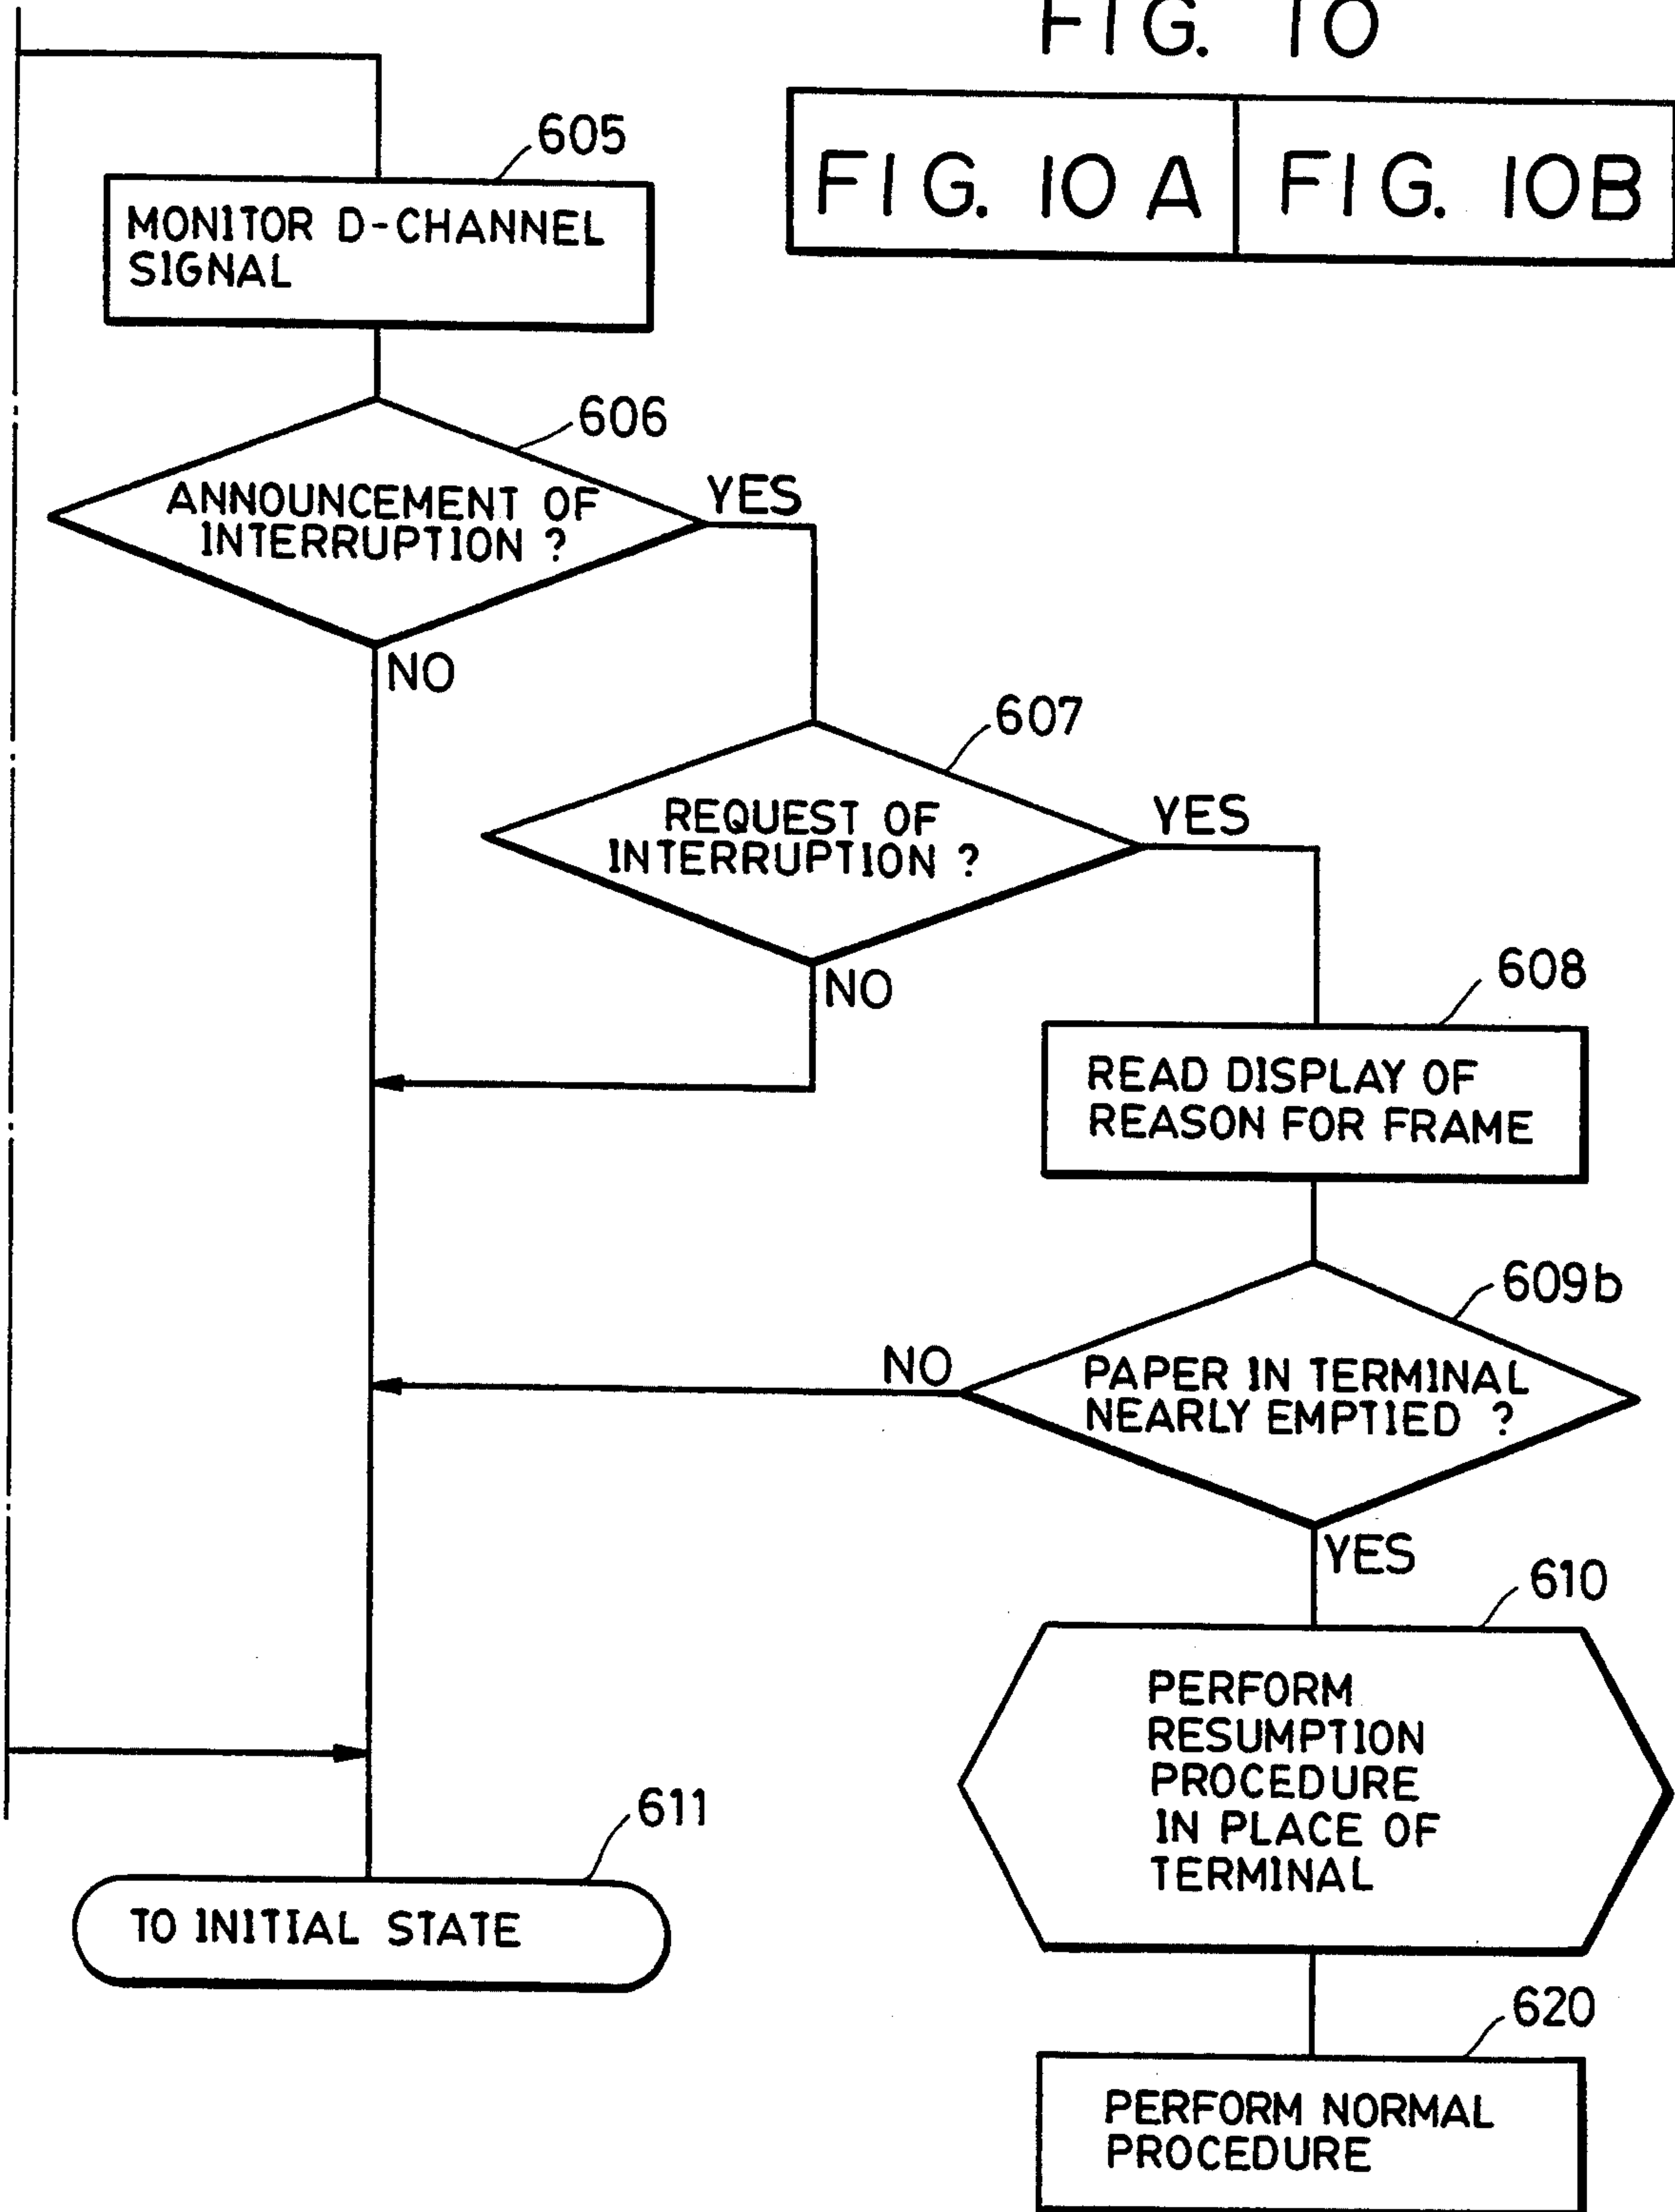 FIG. 10
FIG. 10A
FIG. 10B
605
MONITOR D-CHANNEL
SIGNAL
606
ANNOUNCEMENT OF
INTERRUPTION ?
YES
NO
607
REQUEST OF
INTERRUPTION ?
YES
NO
608
READ DISPLAY OF
REASON FOR FRAME
609b
PAPER IN TERMINAL
NEARLY EMPTIED ?
NO
YES
610
PERFORM
RESUMPTION
PROCEDURE
IN PLACE OF
TERMINAL
611
TO INITIAL STATE
620
PERFORM NORMAL
PROCEDURE